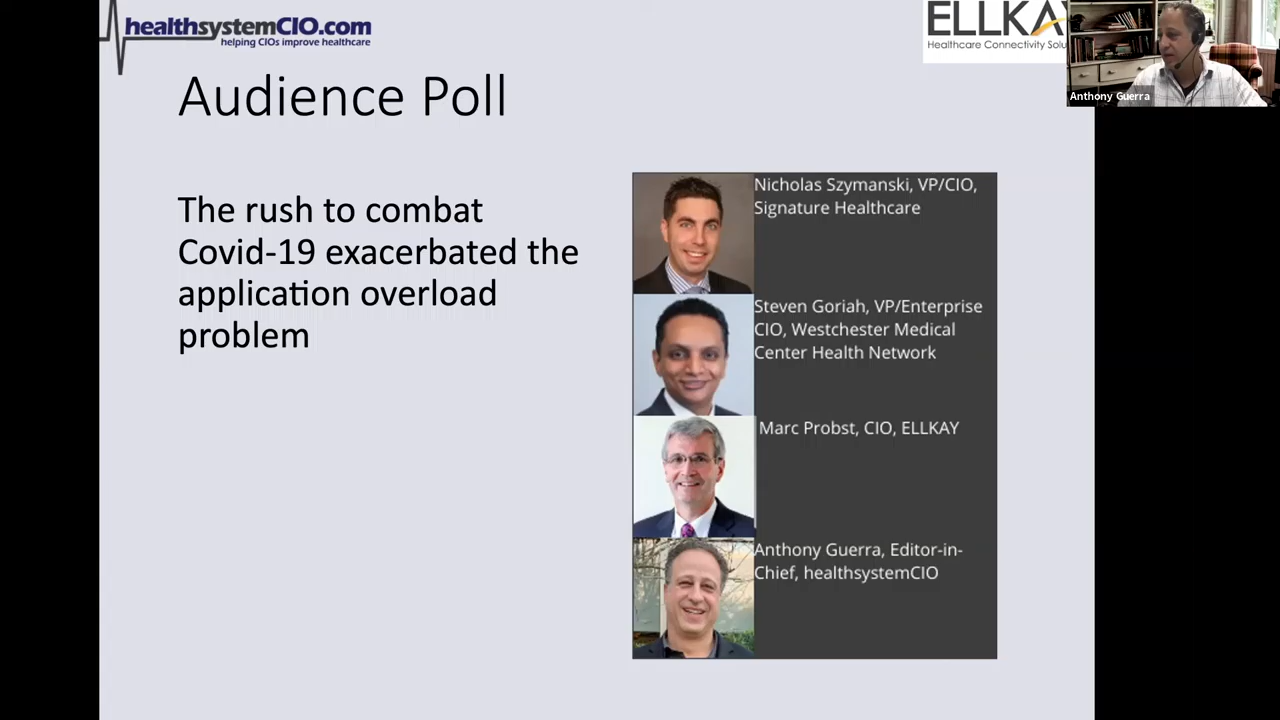 healthsystemCIO.com
helping CIOs improve healthcare
ELLKAY
Healthcare Connectivity Solu
Anthony Guerra
Audience Poll
The rush to combat
Covid-19 exacerbated the
application overload
problem
Nicholas Szymanski, VP/CIO,
Signature Healthcare
Steven Goriah, VP/Enterprise
CIO, Westchester Medical
Center Health Network
Marc Probst, CIO, ELLKAY
Anthony Guerra, Editor-in-
Chief, healthsystemCIO